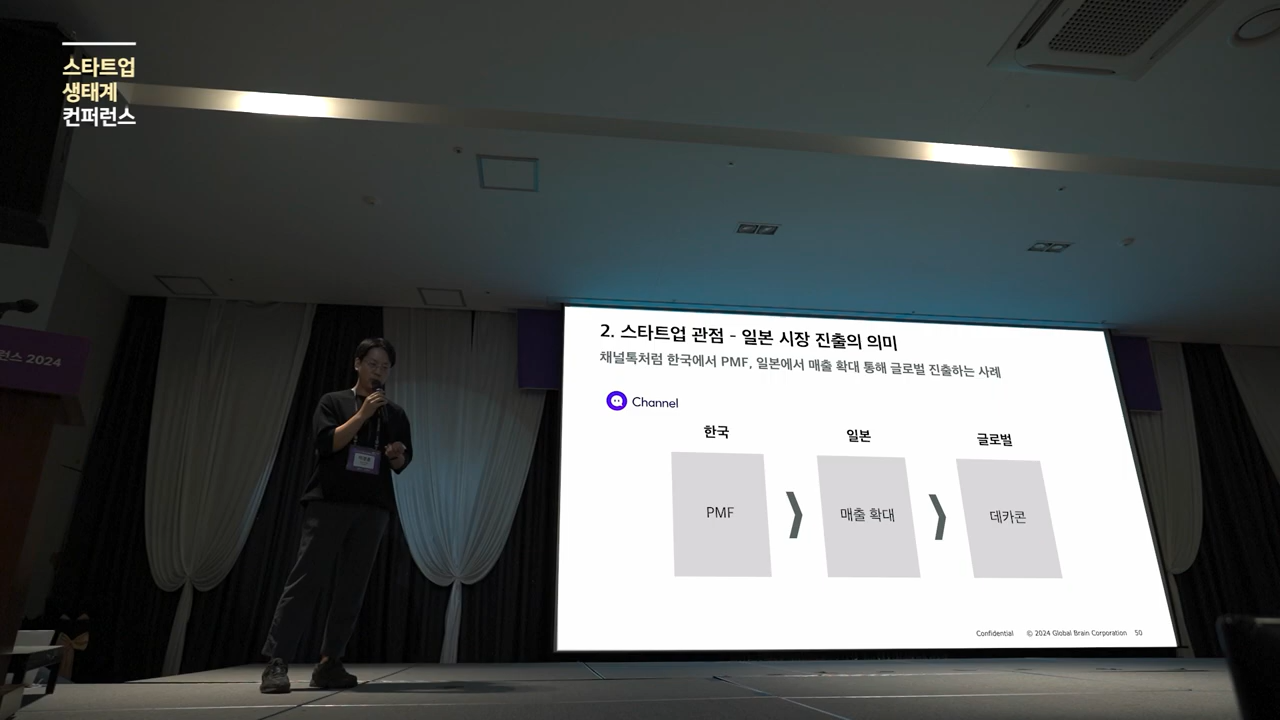 스타트업
생태계
컨퍼런스
런스 2024
2. 스타트업 관점 - 일본 시장 진출의 의미
채널톡처럼 한국에서 PMF, 일본에서 매출 확대 통해 글로벌 진출하는 사례
Channel
한국
일본
글로벌
PMF
매출 확대
데카콘
Confidential
© 2024 Global Brain Corporation
50